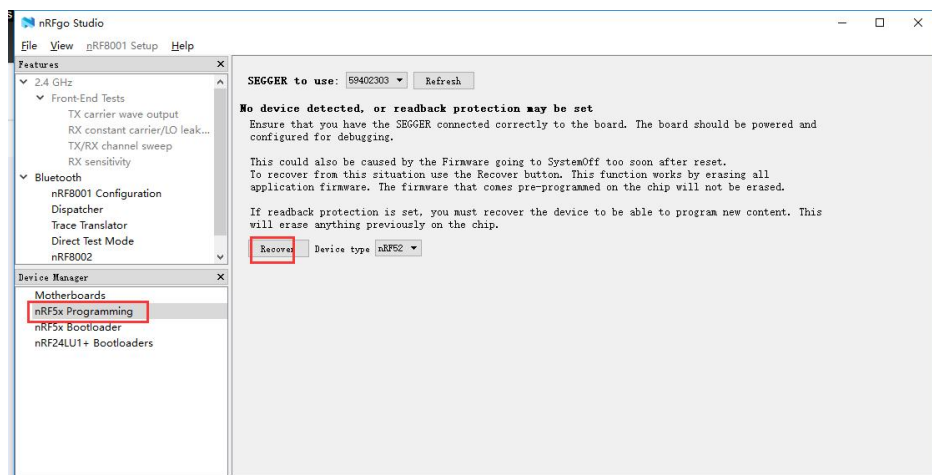 nRFgo Studio
File View nRF8001 Setup Help
Features
2.4 GHz
Front-End Tests
TX carrier wave output
RX constant carrier/LO leak...
TX/RX channel sweep
RX sensitivity
Bluetooth
nRF8001 Configuration
Dispatcher
Trace Translator
Direct Test Mode
nRF8002
Device Manager
Motherboards
nRF5x Programming
nRF5x Bootloader
nRF24LU1+ Bootloaders
SEGGER to use: 59402303 Refresh
No device detected, or readback protection may be set
Ensure that you have the SEGGER connected correctly to the board. The board should be powered and
configured for debugging.
This could also be caused by the Firmware going to SystemOff too soon after reset.
To recover from this situation use the Recover button. This function works by erasing all
application firmware. The firmware that comes pre-programmed on the chip will not be erased.
If readback protection is set, you must recover the device to be able to program new content. This
will erase anything previously on the chip.
Recover Device type nRF52